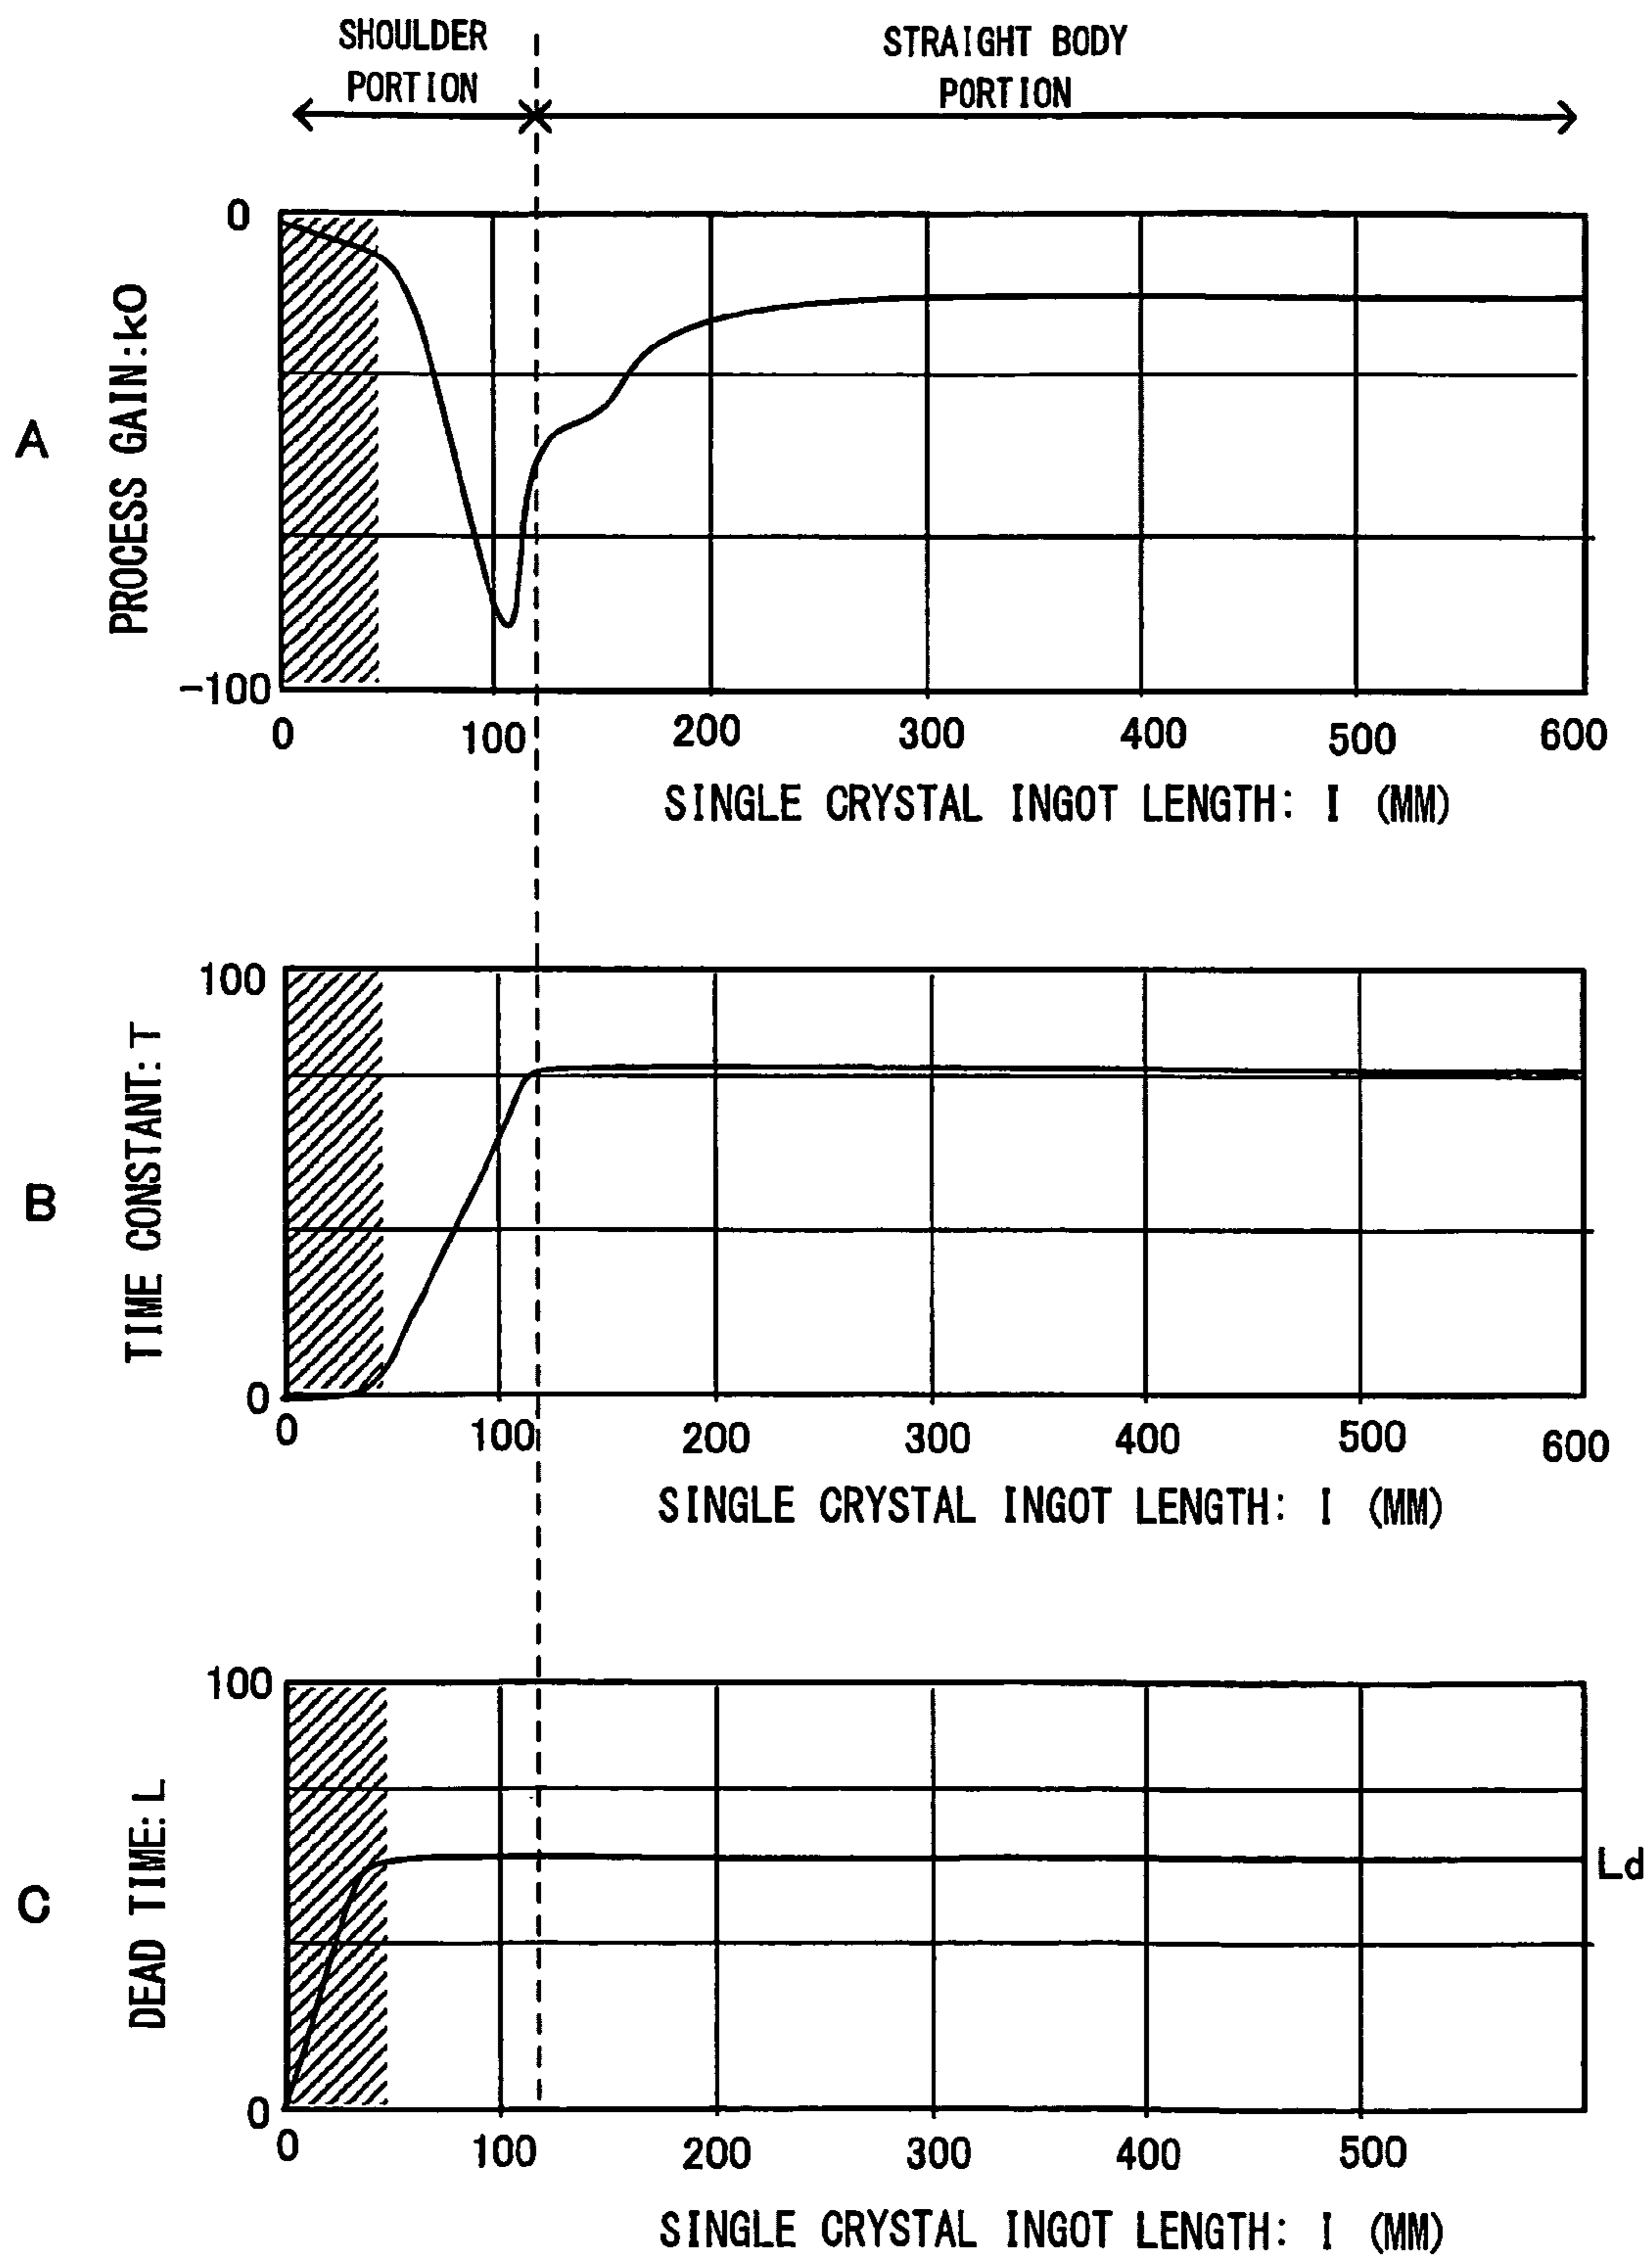 SHOULDER
PORTION
STRAIGHT BODY
PORTION
A
PROCESS GAIN:kO
0
-100
0 100 200 300 400 500 600
SINGLE CRYSTAL INGOT LENGTH: I (MM)
B
TIME CONSTANT: T
100
0
0 100 200 300 400 500 600
SINGLE CRYSTAL INGOT LENGTH: I (MM)
C
DEAD TIME: L
100
Ld
0
0 100 200 300 400 500
SINGLE CRYSTAL INGOT LENGTH: I (MM)